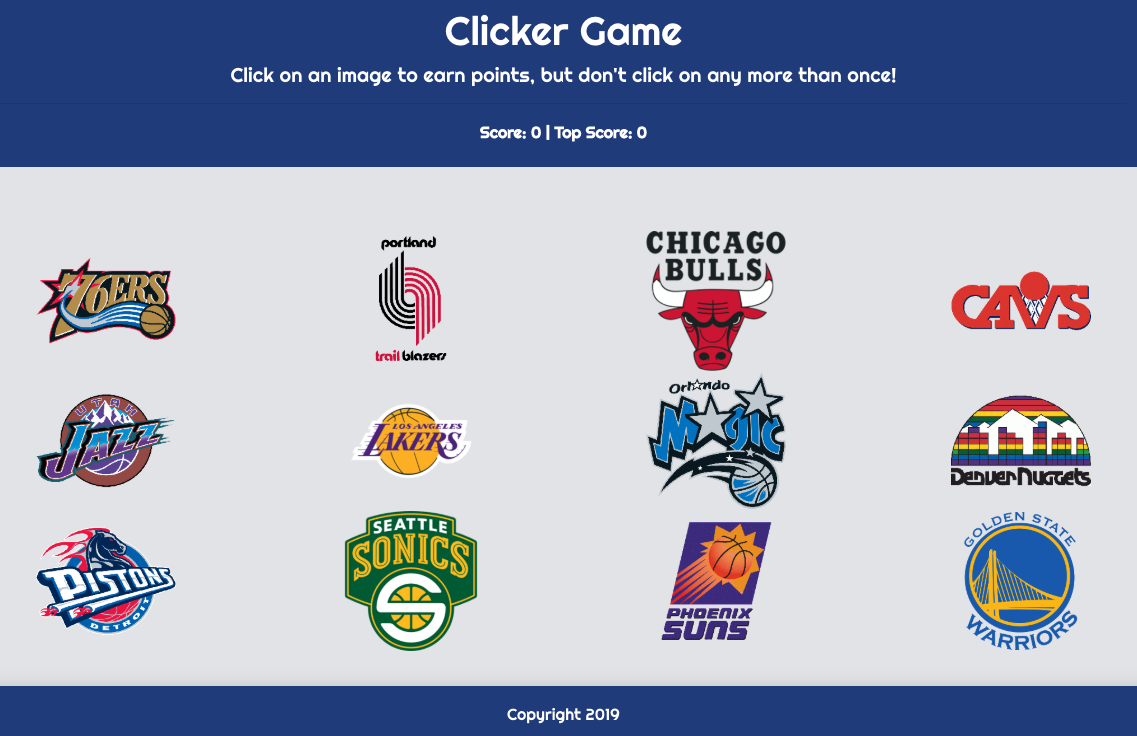 Clicker Game
Click on an image to earn points, but don't click on any more than once!
Score: 0 | Top Score: 0
76ERS
portland
trail blazers
CHICAGO
BULLS
CAVS
UTAH
JAZZ
LOS ANGELES
LAKERS
Orlando
Magic
Denver Nuggets
PISTONS
DETROIT
SEATTLE
SONICS
S
PHOENIX
SUNS
GOLDEN STATE
WARRIORS
Copyright 2019